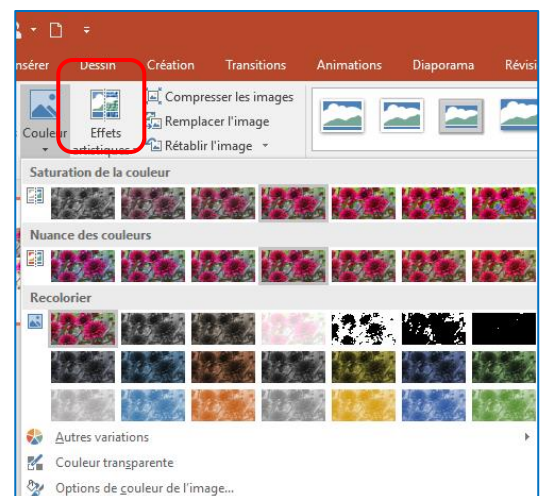 nsérer Dessin Création Transitions Animations Diaporama Révisi
Compresser les images
Remplacer l'image
Couleur Effets
artistiques Rétablir l'image
Saturation de la couleur
Nuance des couleurs
Recolorier
Autres variations
Couleur transparente
Options de couleur de l'image...